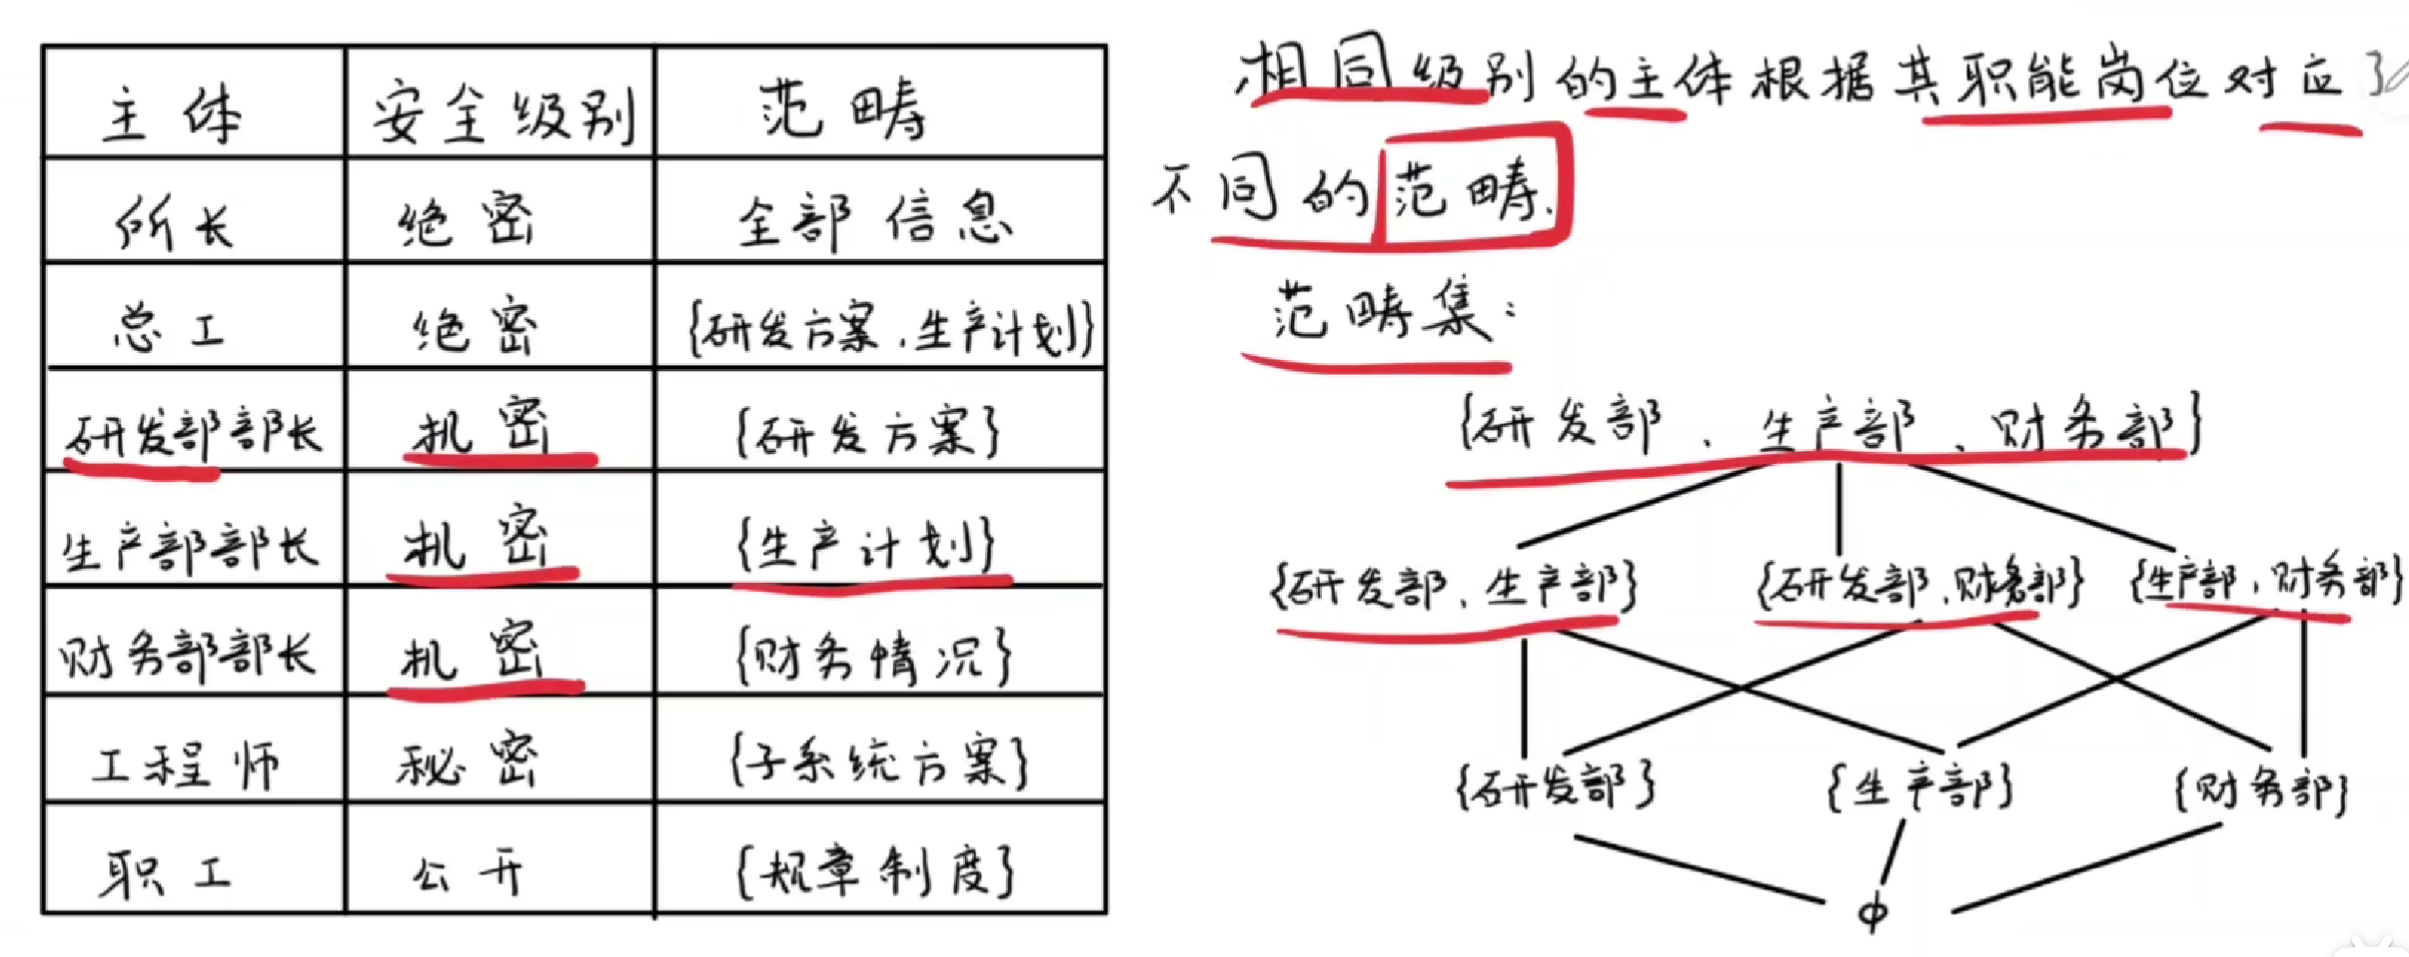 主体 安全级别 范畴
所长 绝密 全部信息
总工 绝密 {研发方案、生产计划}
研发部部长 机密 {研发方案}
生产部部长 机密 {生产计划}
财务部部长 机密 {财务情况}
工程师 秘密 {子系统方案}
职工 公开 {规章制度}
相同级别的主体根据其职能岗位对应了
不同的范畴.
范畴集:
{研发部、生产部、财务部}
{研发部、生产部} {研发部、财务部} {生产部、财务部}
{研发部} {生产部} {财务部}
φ